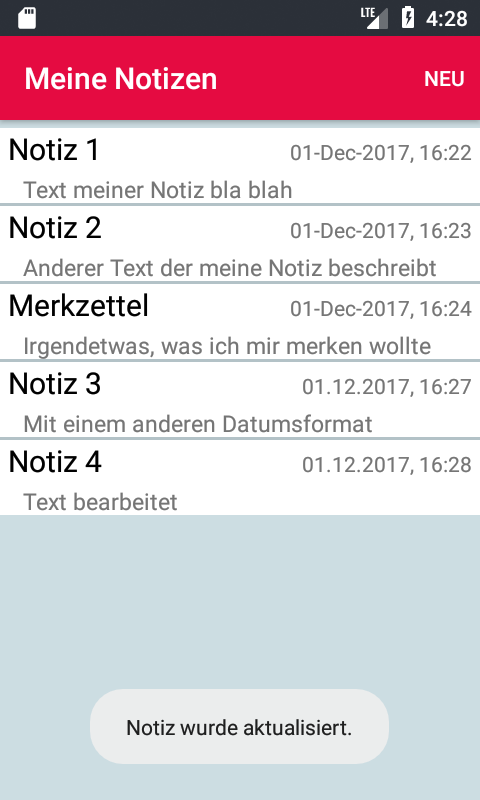 LTE 4:28
Meine Notizen NEU
Notiz 1 01-Dec-2017, 16:22
Text meiner Notiz bla blah
Notiz 2 01-Dec-2017, 16:23
Anderer Text der meine Notiz beschreibt
Merkzettel 01-Dec-2017, 16:24
Irgendetwas, was ich mir merken wollte
Notiz 3 01.12.2017, 16:27
Mit einem anderen Datumsformat
Notiz 4 01.12.2017, 16:28
Text bearbeitet
Notiz wurde aktualisiert.